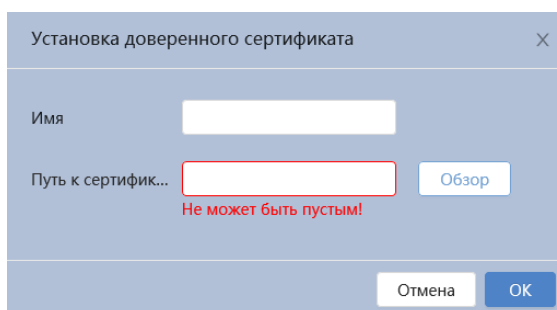 Установка доверенного сертификата
Имя
Путь к сертифик...
Обзор
Не может быть пустым!
Отмена
OK